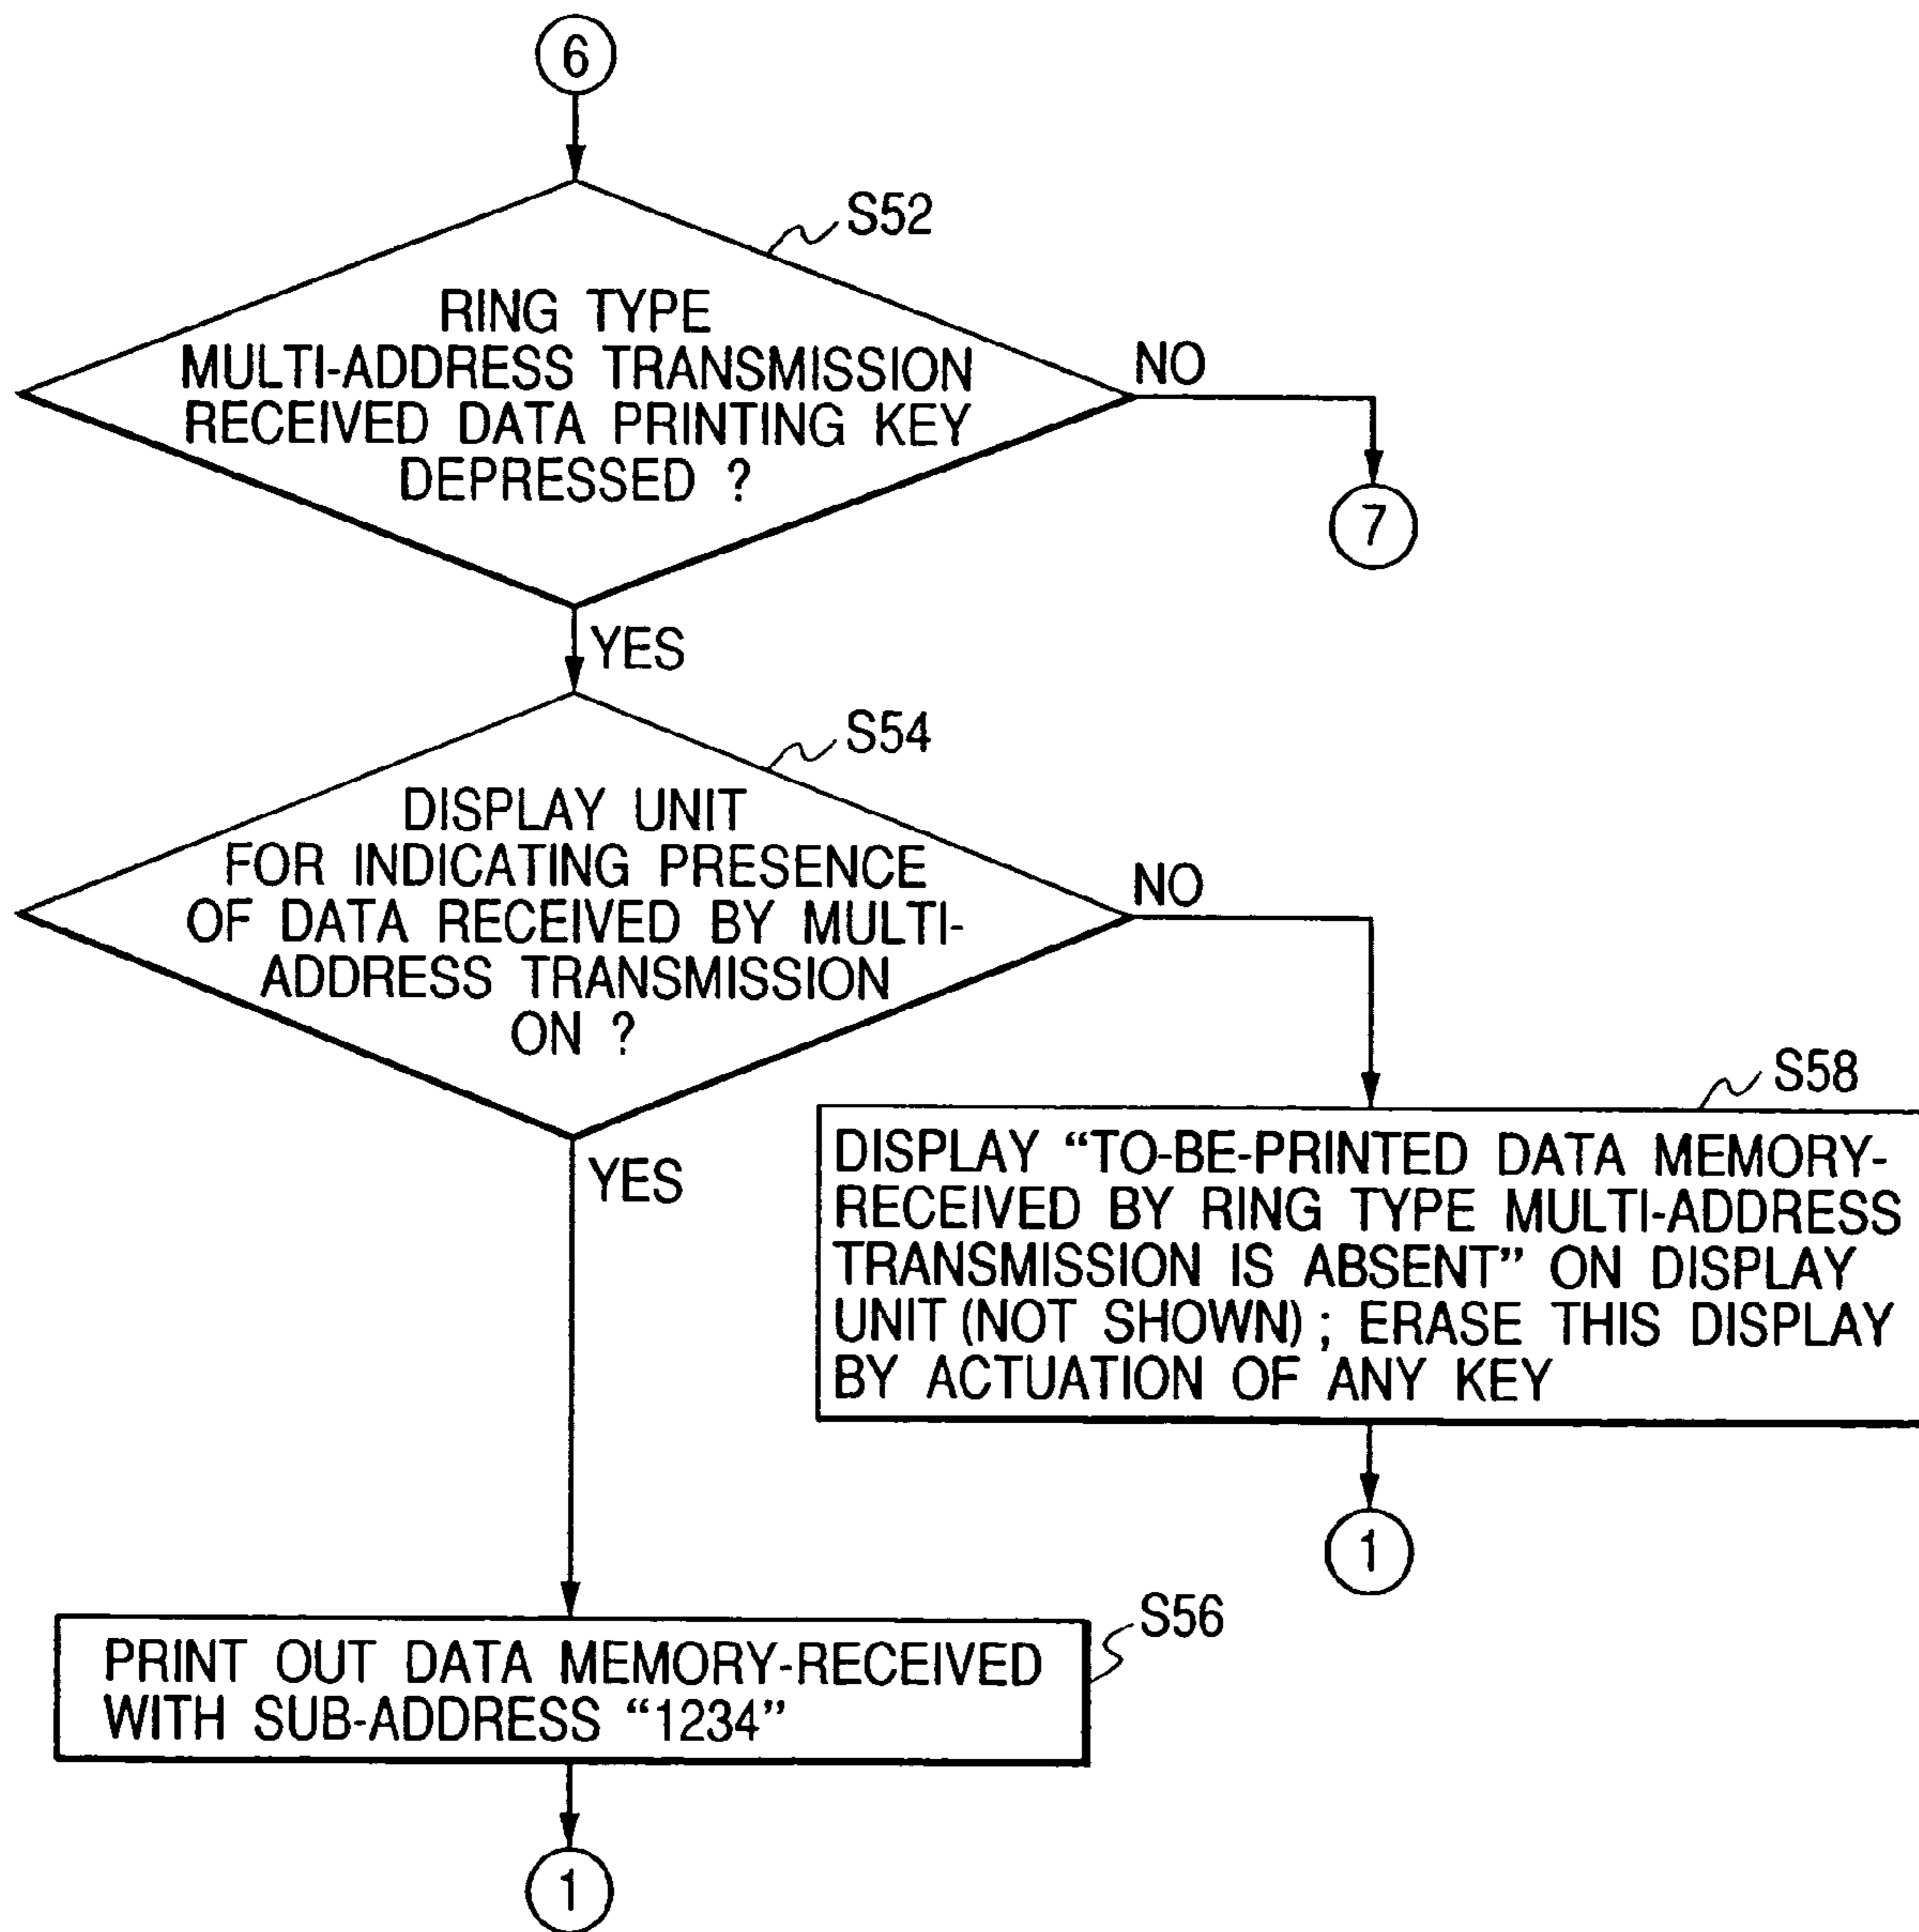 6
S52
RING TYPE
MULTI-ADDRESS TRANSMISSION
RECEIVED DATA PRINTING KEY
DEPRESSED ?
NO
7
YES
S54
DISPLAY UNIT
FOR INDICATING PRESENCE
OF DATA RECEIVED BY MULTI-
ADDRESS TRANSMISSION
ON ?
NO
YES
S58
DISPLAY “TO-BE-PRINTED DATA MEMORY-
RECEIVED BY RING TYPE MULTI-ADDRESS
TRANSMISSION IS ABSENT” ON DISPLAY
UNIT (NOT SHOWN) ; ERASE THIS DISPLAY
BY ACTUATION OF ANY KEY
1
S56
PRINT OUT DATA MEMORY-RECEIVED
WITH SUB-ADDRESS “1234”
1